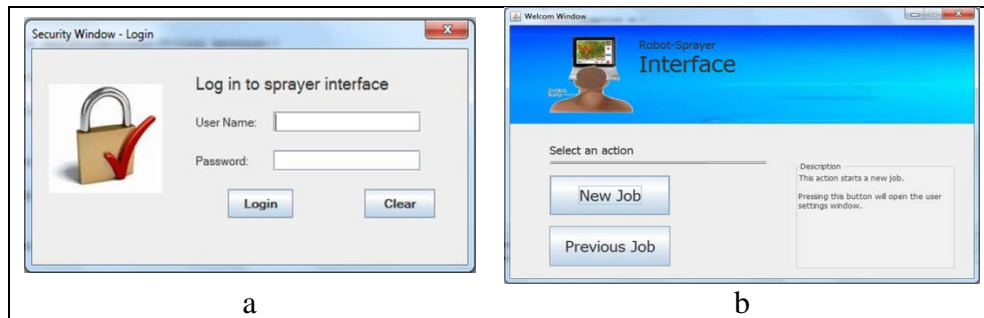 Security Window - Login
Log in to sprayer interface
User Name:
Password:
Login
Clear
a
Welcom Window
Robot-Sprayer
Interface
Select an action
New Job
Previous Job
Description
This action starts a new job.
Pressing this button will open the user
settings window.
b